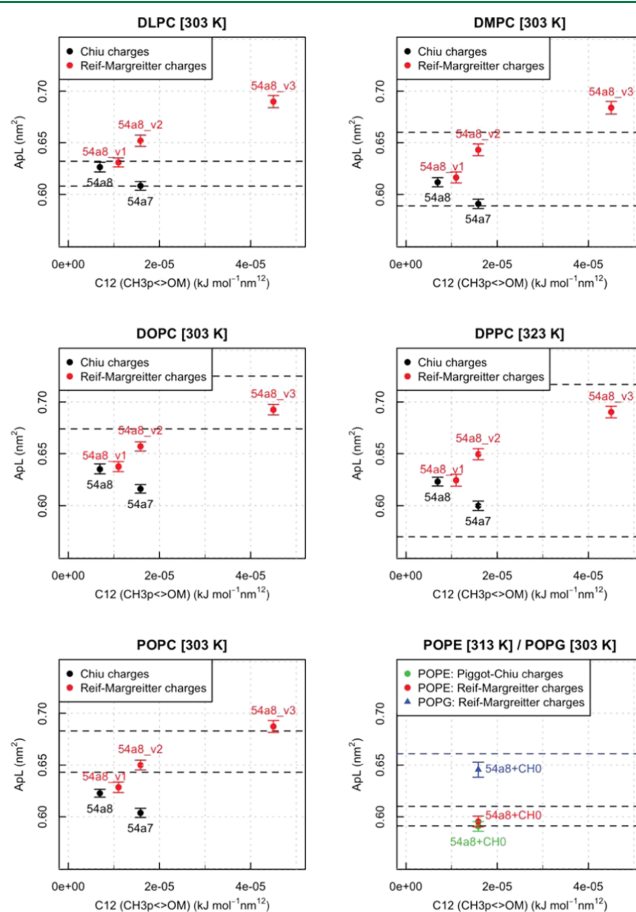 DLPC [303 K]
Chiu charges
Reif-Margreitter charges
ApL (nm²)
0.70
0.65
0.60
54a8_v3
54a8_v2
54a8_v1
54a8
54a7
0e+00 2e-05 4e-05
C12 (CH3p<>OM) (kJ mol⁻¹nm¹²)
DMPC [303 K]
Chiu charges
Reif-Margreitter charges
ApL (nm²)
0.70
0.65
0.60
54a8_v3
54a8_v2
54a8_v1
54a8
54a7
0e+00 2e-05 4e-05
C12 (CH3p<>OM) (kJ mol⁻¹nm¹²)
DOPC [303 K]
Chiu charges
Reif-Margreitter charges
ApL (nm²)
0.70
0.65
0.60
54a8_v3
54a8_v2
54a8_v1
54a8
54a7
0e+00 2e-05 4e-05
C12 (CH3p<>OM) (kJ mol⁻¹nm¹²)
DPPC [323 K]
Chiu charges
Reif-Margreitter charges
ApL (nm²)
0.70
0.65
0.60
54a8_v3
54a8_v2
54a8_v1
54a8
54a7
0e+00 2e-05 4e-05
C12 (CH3p<>OM) (kJ mol⁻¹nm¹²)
POPC [303 K]
Chiu charges
Reif-Margreitter charges
ApL (nm²)
0.70
0.65
0.60
54a8_v3
54a8_v2
54a8_v1
54a8
54a7
0e+00 2e-05 4e-05
C12 (CH3p<>OM) (kJ mol⁻¹nm¹²)
POPE [313 K] / POPG [303 K]
POPE: Piggot-Chiu charges
POPE: Reif-Margreitter charges
POPG: Reif-Margreitter charges
ApL (nm²)
0.70
0.65
0.60
54a8+CH0
54a8+CH0
54a8+CH0
0e+00 2e-05 4e-05
C12 (CH3p<>OM) (kJ mol⁻¹nm¹²)